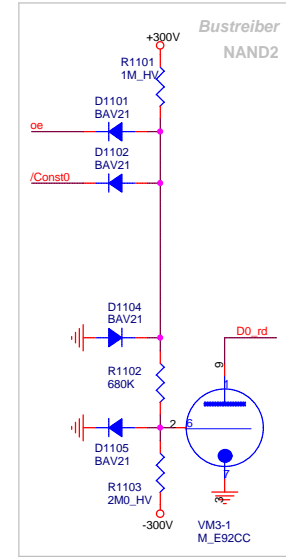 Bustreiber
NAND2
+300V
R1101
1M_HV
D1101
BAV21
oe
D1102
BAV21
/Const0
D1104
BAV21
D0_rd
R1102
680K
9
1
2
6
D1105
BAV21
7
3
R1103
2M0_HV
-300V
VM3-1
M_E92CC